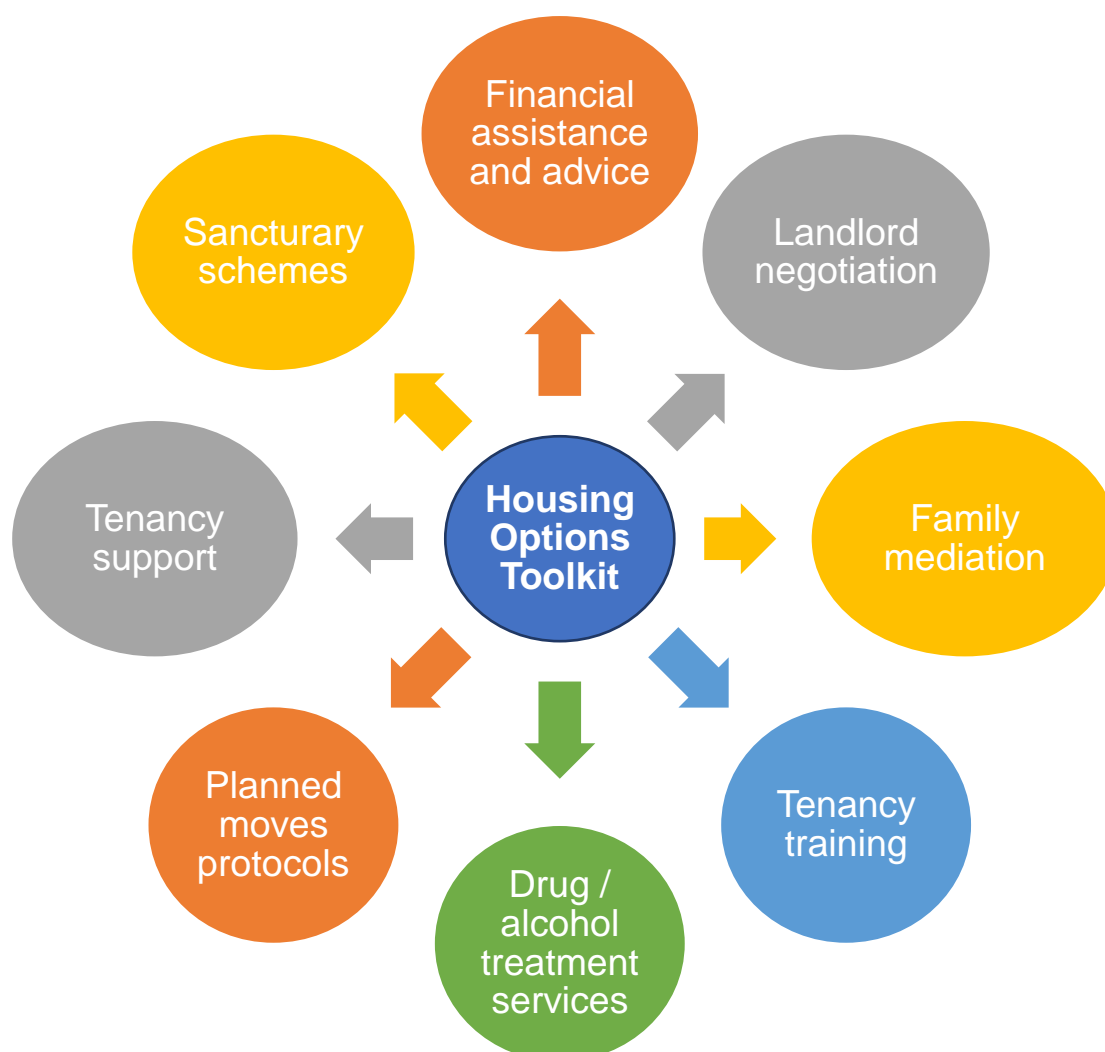 Financial
assistance
and advice
Landlord
negotiation
Family
mediation
Tenancy
training
Drug /
alcohol
treatment
services
Planned
moves
protocols
Tenancy
support
Sancturary
schemes
Housing
Options
Toolkit